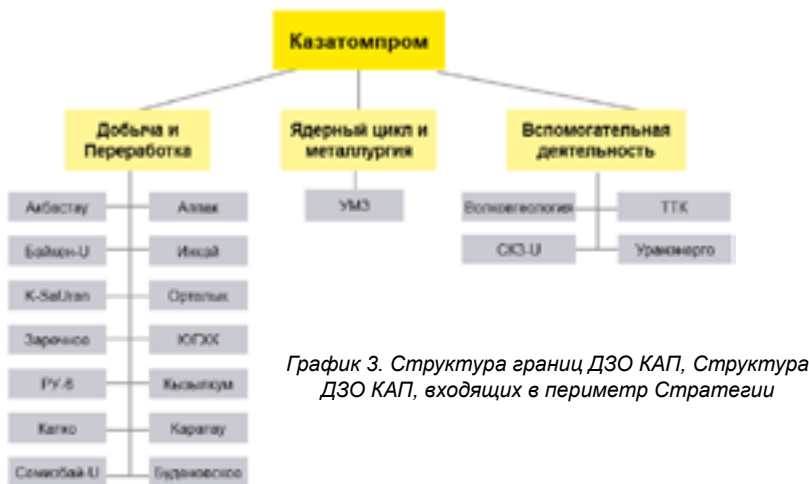 Казатомпром
Добыча и
Переработка
Ядерный цикл и
металлургия
Вспомогательная
деятельность
Акбастау
Аппак
УМЗ
Волковгеология
ТТК
Байкен-U
Инкай
СКЗ-U
Уранэнерго
K-SaUran
Орталык
Заречное
ЮГХК
РУ-6
Кызылкум
Катко
Каратау
Семизбай-U
Буденовское
График 3. Структура границ ДЗО КАП, Структура
ДЗО КАП, входящих в периметр Стратегии